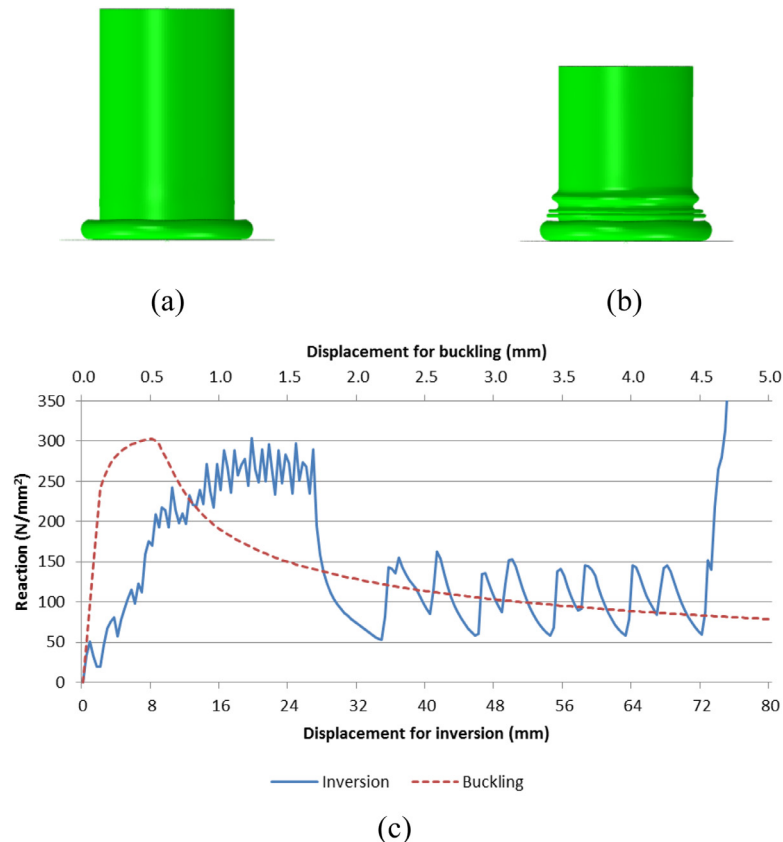 (a) (b)
Displacement for buckling (mm)
0.0 0.5 1.0 1.5 2.0 2.5 3.0 3.5 4.0 4.5 5.0
350
300
250
200
150
100
50
0
Reaction (N/mm²)
0 8 16 24 32 40 48 56 64 72 80
Displacement for inversion (mm)
Inversion Buckling
(c)